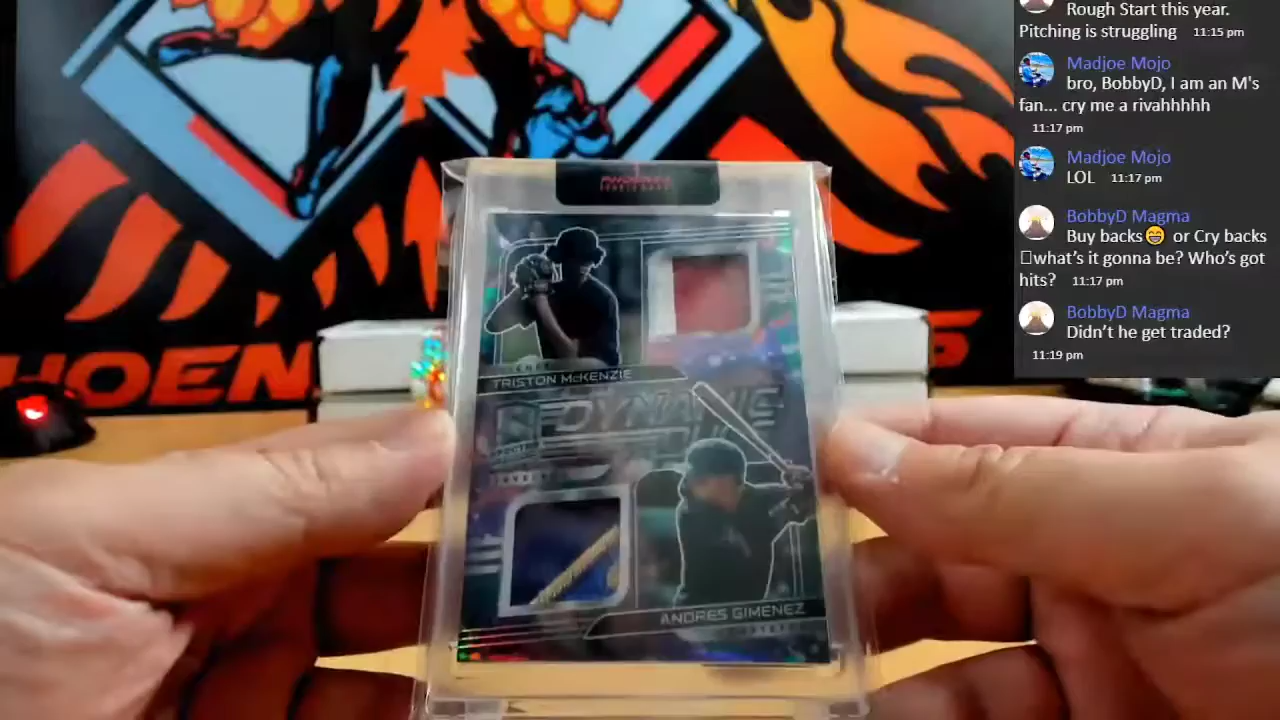 Rough Start this year.
Pitching is struggling 11:15 pm
Madjoe Mojo
bro, BobbyD, I am an M's
fan... cry me a rivahhhhh
11:17 pm
Madjoe Mojo
LOL 11:17 pm
BobbyD Magma
Buy backs😄 or Cry backs
□what's it gonna be? Who's got
hits? 11:17 pm
BobbyD Magma
Didn't he get traded?
11:19 pm
PHOENIX
TRISTON McKENZIE
DYNAMIC
DUO
ANDRES GIMENEZ
HOEN
S